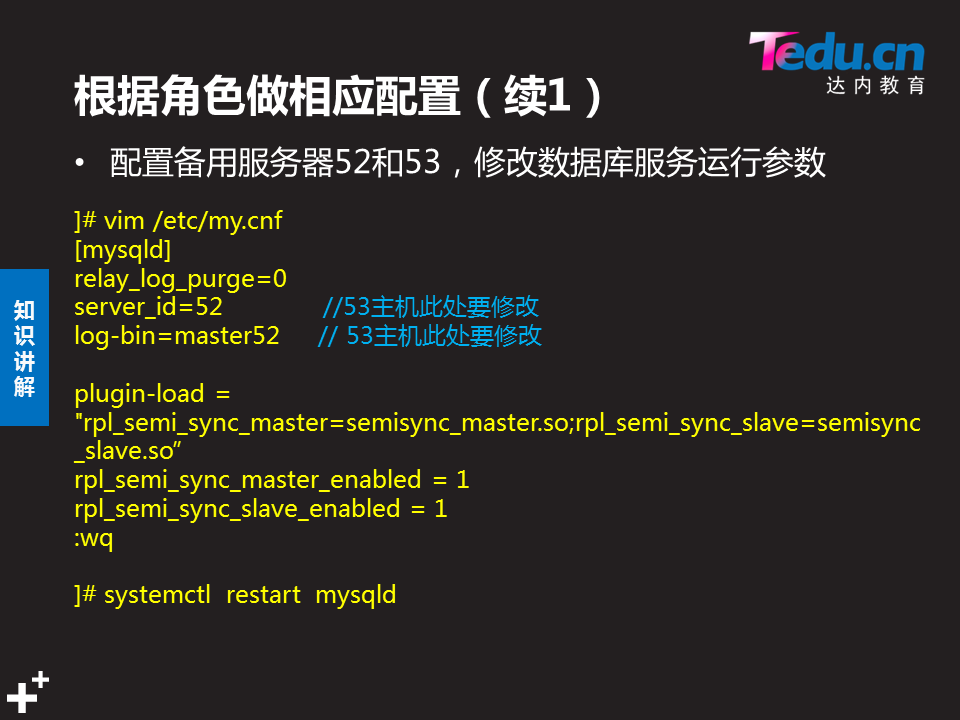 Tedu.cn
达内教育
根据角色做相应配置（续1）
• 配置备用服务器52和53，修改数据库服务运行参数
]# vim /etc/my.cnf
[mysqld]
relay_log_purge=0
server_id=52 //53主机此处要修改
log-bin=master52 // 53主机此处要修改
plugin-load =
"rpl_semi_sync_master=semisync_master.so;rpl_semi_sync_slave=semisync
_slave.so”
rpl_semi_sync_master_enabled = 1
rpl_semi_sync_slave_enabled = 1
:wq
]# systemctl restart mysqld
知
识
讲
解